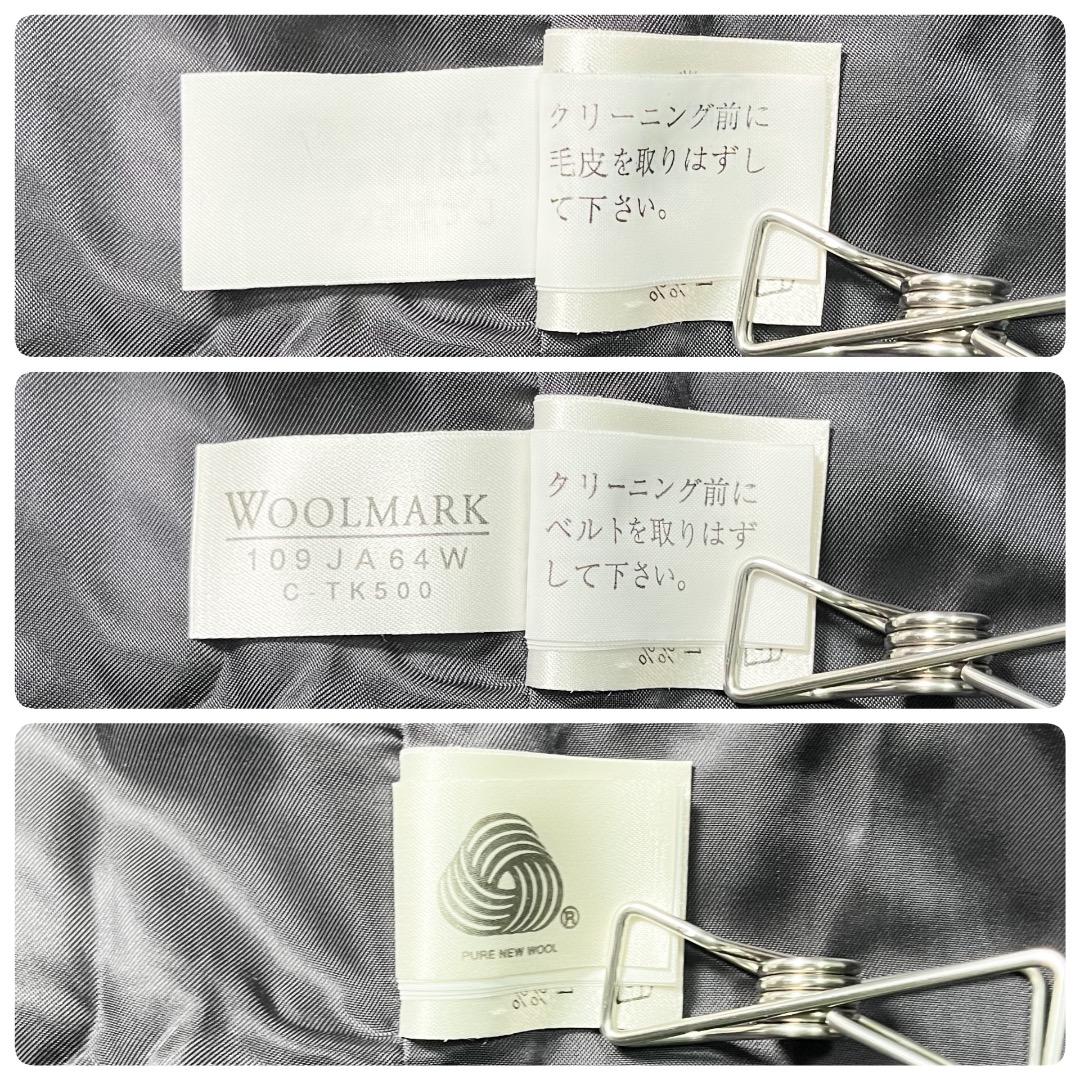 クリーニング前に
毛皮を取りはずし
て下さい。
WOOLMARK
109JA64W
C-TK500
クリーニング前に
ベルトを取りはず
して下さい。
®
PURE NEW WOOL